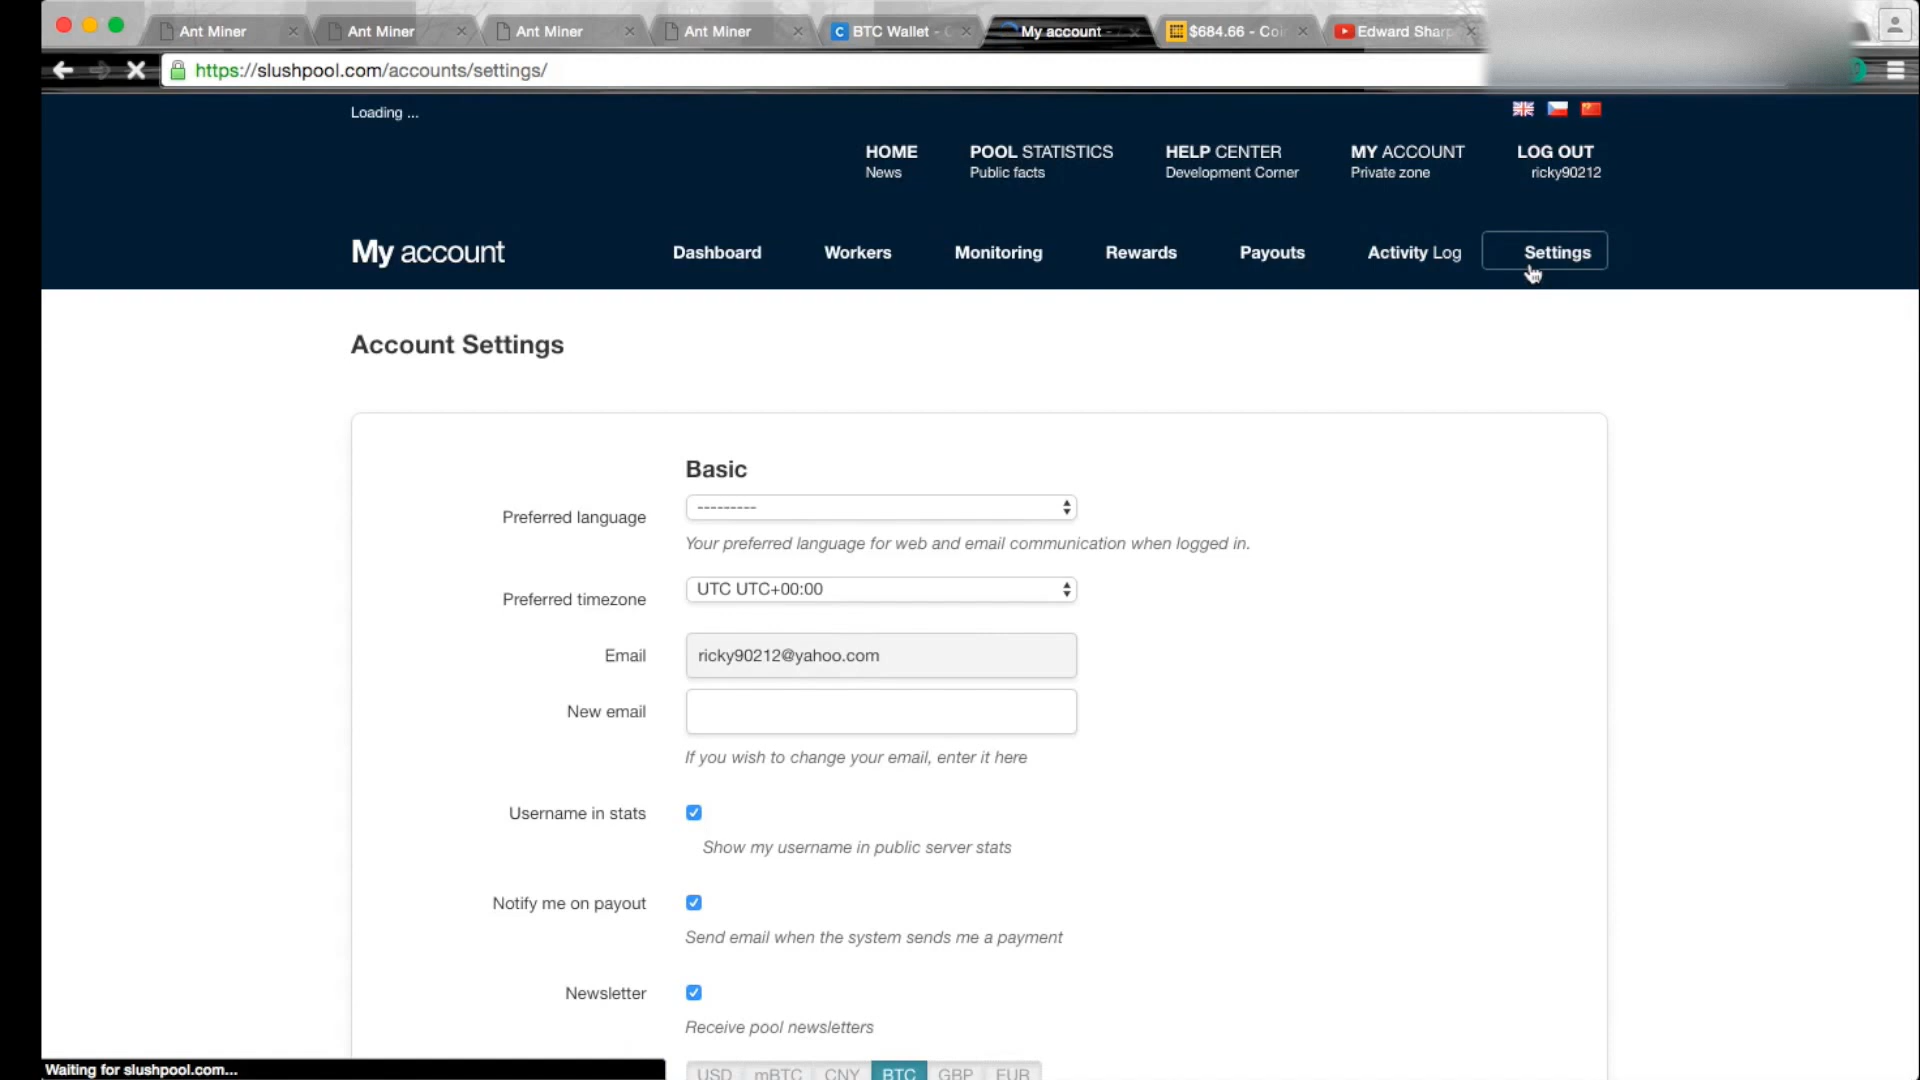 Ant Miner
Ant Miner
Ant Miner
Ant Miner
BTC Wallet -
My account -
$684.66 - Coi
Edward Sharp
https://slushpool.com/accounts/settings/
Loading ...
HOME
News
POOL STATISTICS
Public facts
HELP CENTER
Development Corner
MY ACCOUNT
Private zone
LOG OUT
ricky90212
My account
Dashboard
Workers
Monitoring
Rewards
Payouts
Activity Log
Settings
Account Settings
Basic
Preferred language
---------
Your preferred language for web and email communication when logged in.
Preferred timezone
UTC UTC+00:00
Email
ricky90212@yahoo.com
New email
If you wish to change your email, enter it here
Username in stats
Show my username in public server stats
Notify me on payout
Send email when the system sends me a payment
Newsletter
Receive pool newsletters
USD mBTC CNY BTC GBP EUR
Waiting for slushpool.com...